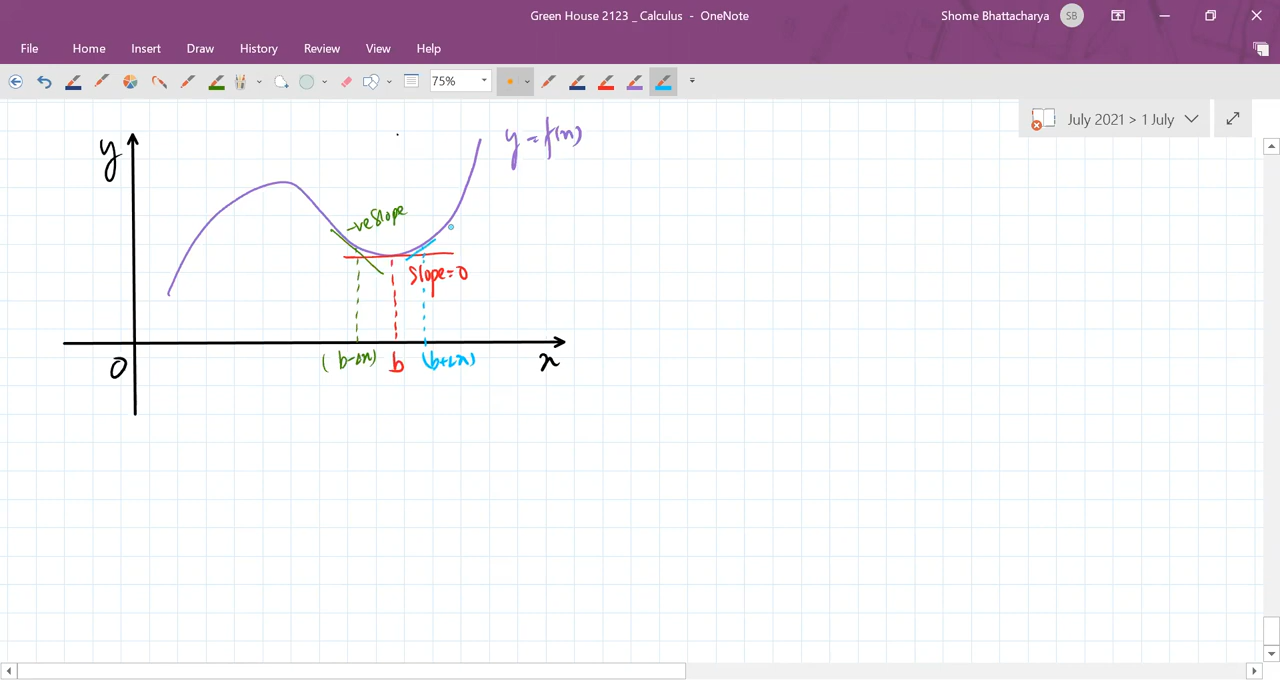 Green House 2123 _ Calculus - OneNote
Shome Bhattacharya
SB
File Home Insert Draw History Review View Help
75%
July 2021 > 1 July
y
y = f(x)
-ve slope
slope = 0
(b-Δx) b (b+Δx)
O
x